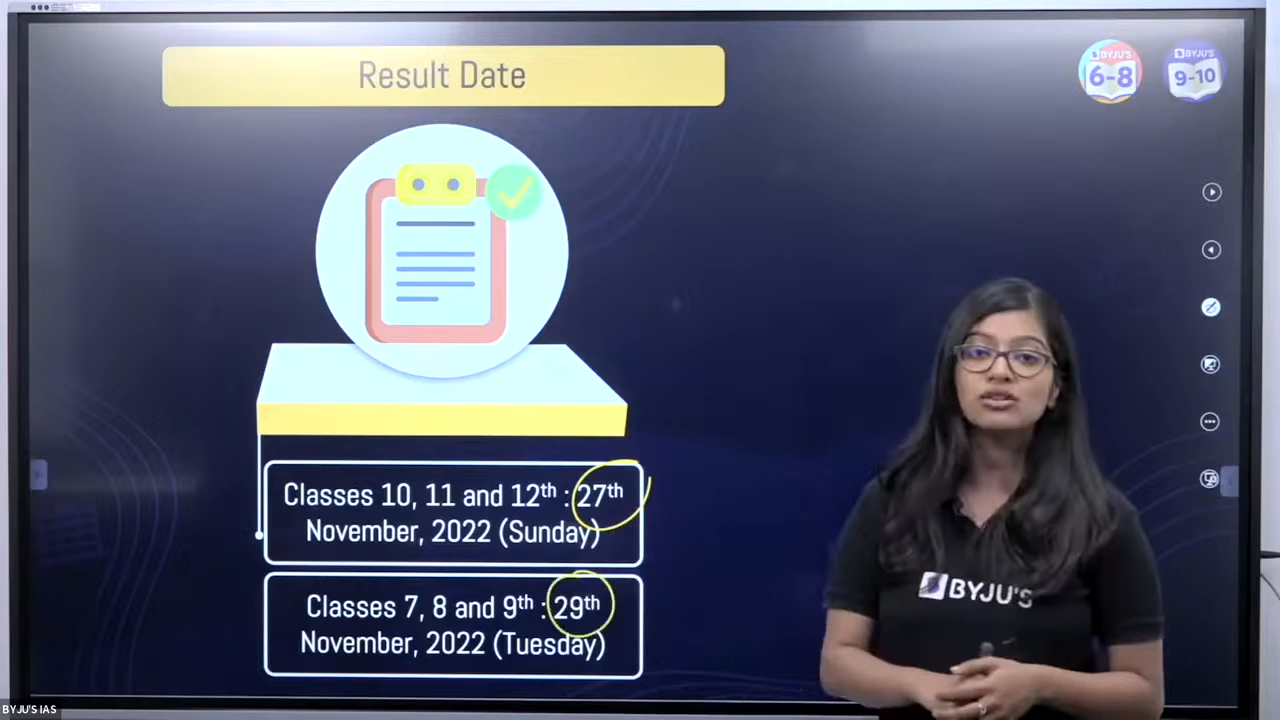 Result Date
BYJU'S
6-8
BYJU'S
9-10
Classes 10, 11 and 12th : 27th
November, 2022 (Sunday)
Classes 7, 8 and 9th : 29th
November, 2022 (Tuesday)
BYJU'S
BYJU'S IAS